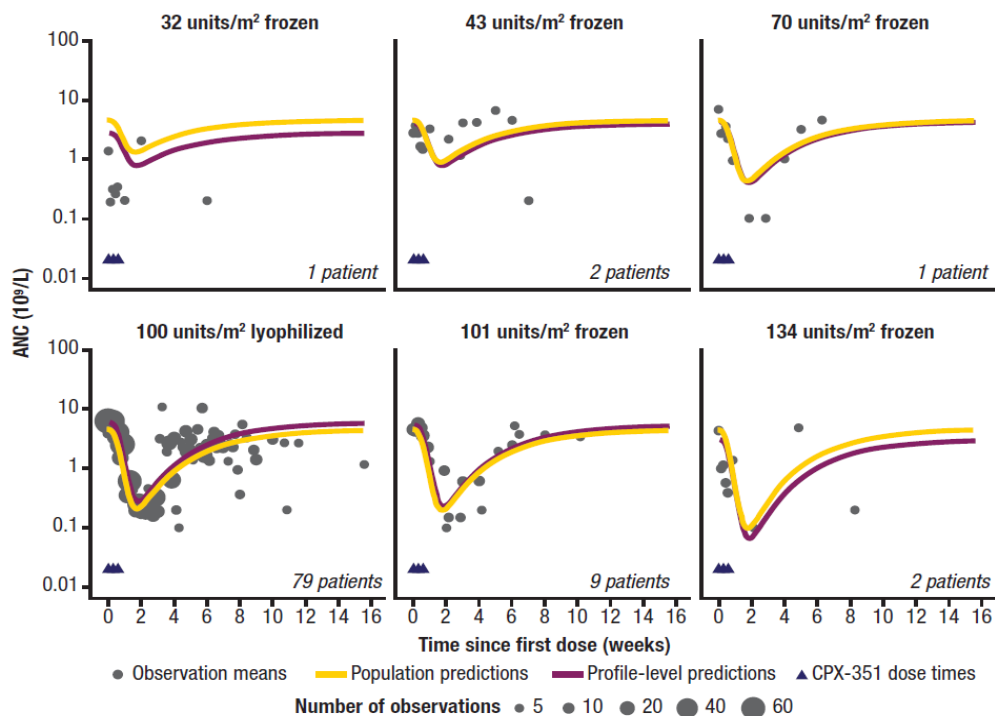 32 units/m² frozen
43 units/m² frozen
70 units/m² frozen
100
10
1
0.1
0.01
1 patient
2 patients
1 patient
ANC (10⁹/L)
100 units/m² lyophilized
101 units/m² frozen
134 units/m² frozen
100
10
1
0.1
0.01
79 patients
9 patients
2 patients
0 2 4 6 8 10 12 14 16
0 2 4 6 8 10 12 14 16
0 2 4 6 8 10 12 14 16
Time since first dose (weeks)
Observation means Population predictions Profile-level predictions CPX-351 dose times
Number of observations 5 10 20 40 60